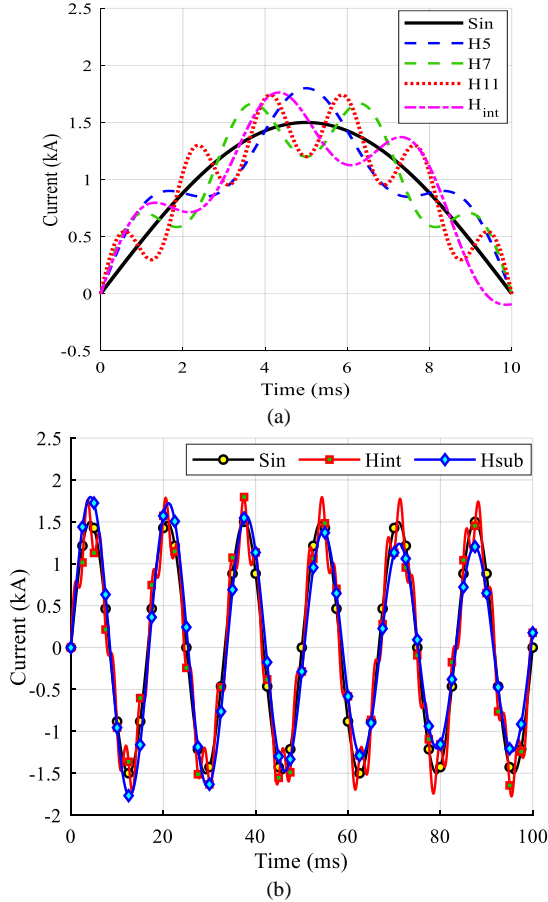 2.5
2
1.5
1
0.5
0
-0.5
Current (kA)
Sin
H5
H7
H11
H_int
0 2 4 6 8 10
Time (ms)
(a)
2.5
2
1.5
1
0.5
0
-0.5
-1
-1.5
-2
Current (kA)
Sin Hint Hsub
0 20 40 60 80 100
Time (ms)
(b)